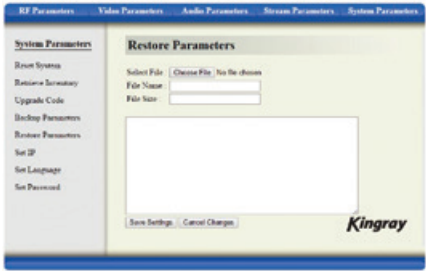 RF Parameters Video Parameters Audio Parameters Stream Parameters System Parameters
System Parameters
Reset System
Retrieve Inventory
Upgrade Code
Backup Parameters
Restore Parameters
Set IP
Set Language
Set Password
Restore Parameters
Select File: Choose File No file chosen
File Name:
File Size:
Save Settings Cancel Changes
Kingray